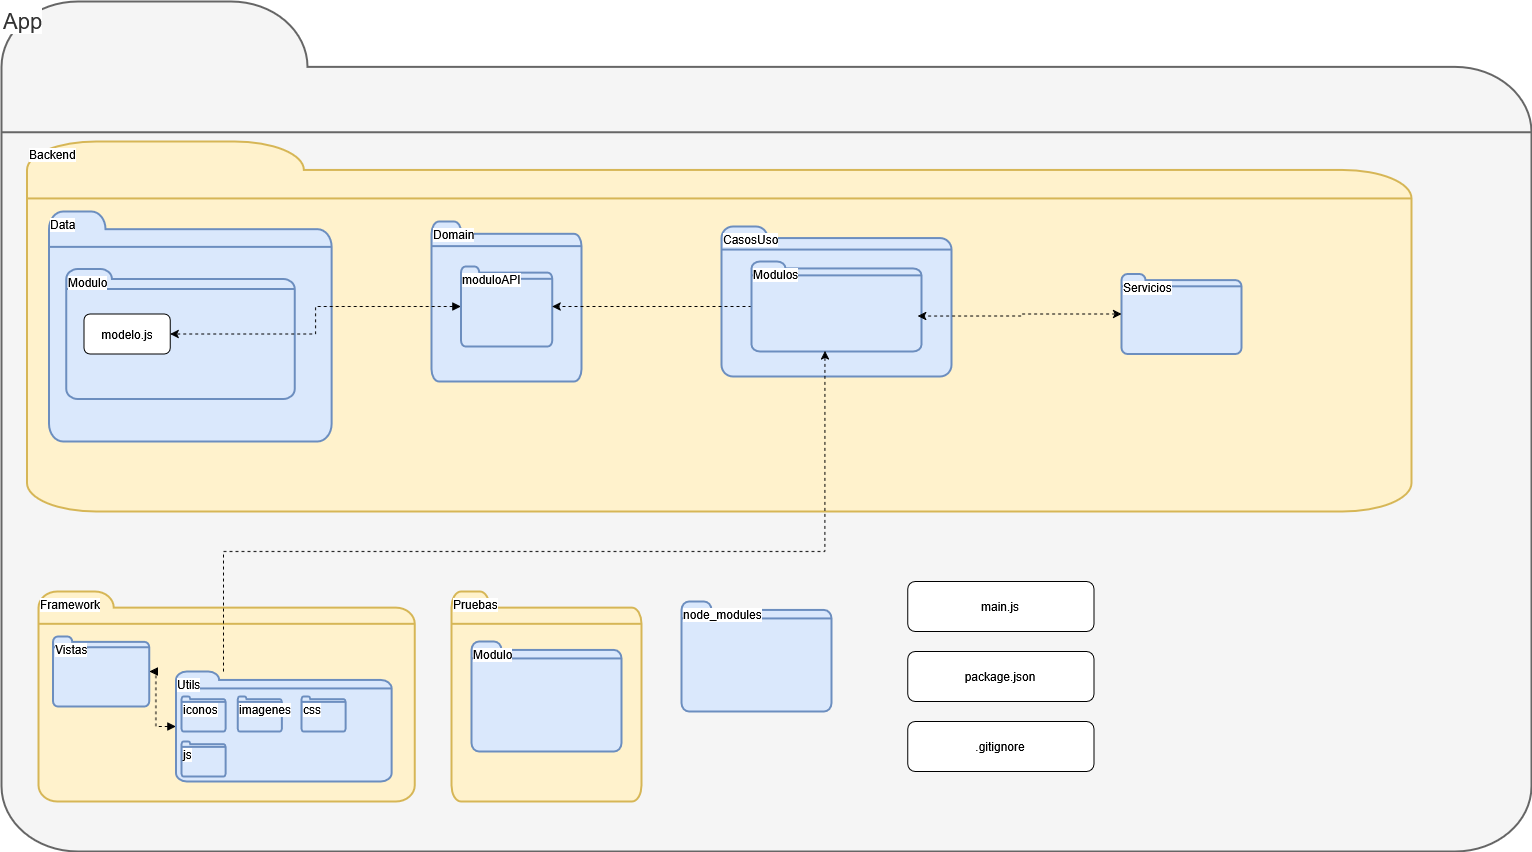 App
Backend
Data
Modulo
modelo.js
Domain
moduloAPI
CasosUso
Modulos
Servicios
Framework
Vistas
Utils
iconos
imagenes
css
js
Pruebas
Modulo
node_modules
main.js
package.json
.gitignore